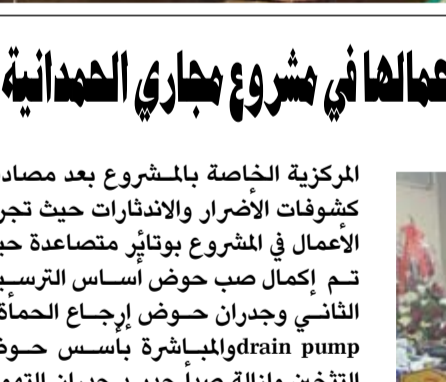 عمالها في مشروع مجاري الحمدانية
المركزية الخاصة بالمشروع بعد مصاد
كشوفات الأضرار والاندثارات حيث تجر
الأعمال في المشروع بوتائر متصاعدة حي
تم إكمال صب حوض اساس الترسي
الثاني وجدران حوض إرجاع الحمأة
drain pump والمباشرة بأسس حوض